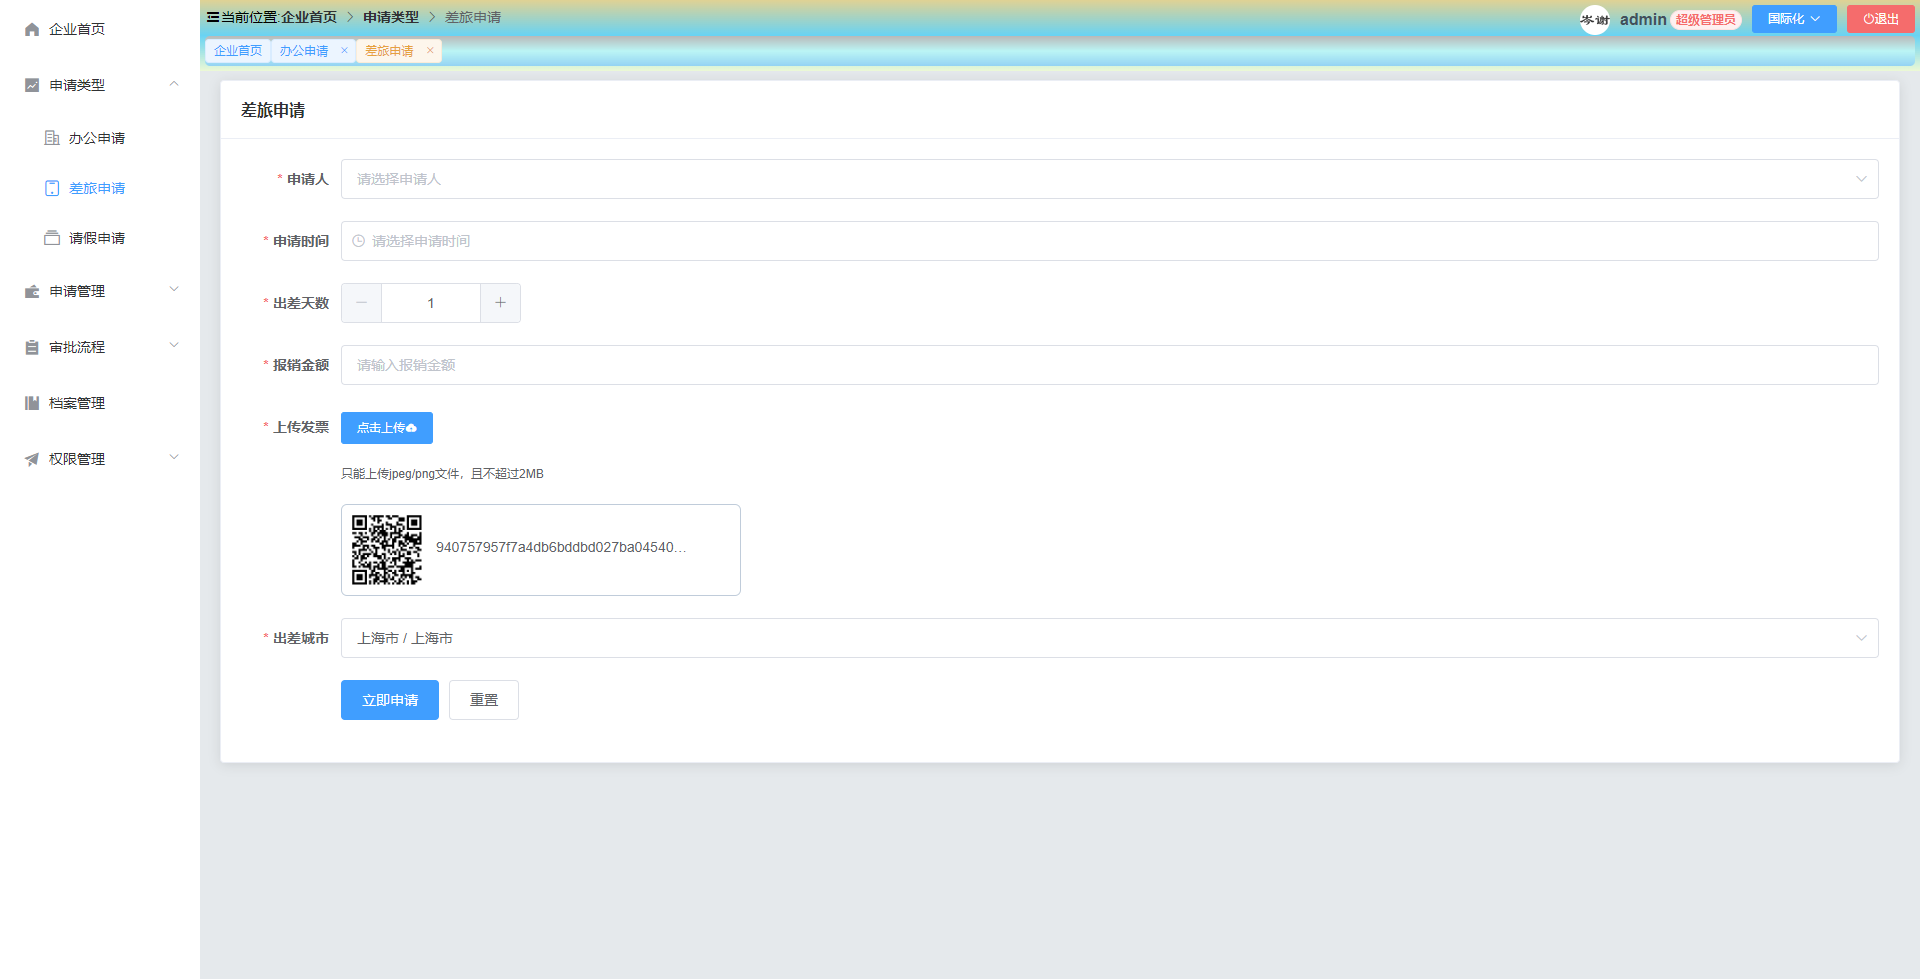 企业首页
申请类型
办公申请
差旅申请
请假申请
申请管理
审批流程
档案管理
权限管理
当前位置:企业首页 > 申请类型 > 差旅申请
岑谢 admin 超级管理员 国际化 退出
企业首页 办公申请 × 差旅申请 ×
差旅申请
* 申请人 请选择申请人
* 申请时间 请选择申请时间
* 出差天数 − 1 +
* 报销金额 请输入报销金额
* 上传发票 点击上传
只能上传jpeg/png文件，且不超过2MB
940757957f7a4db6bddbd027ba04540…
* 出差城市 上海市 / 上海市
立即申请 重置